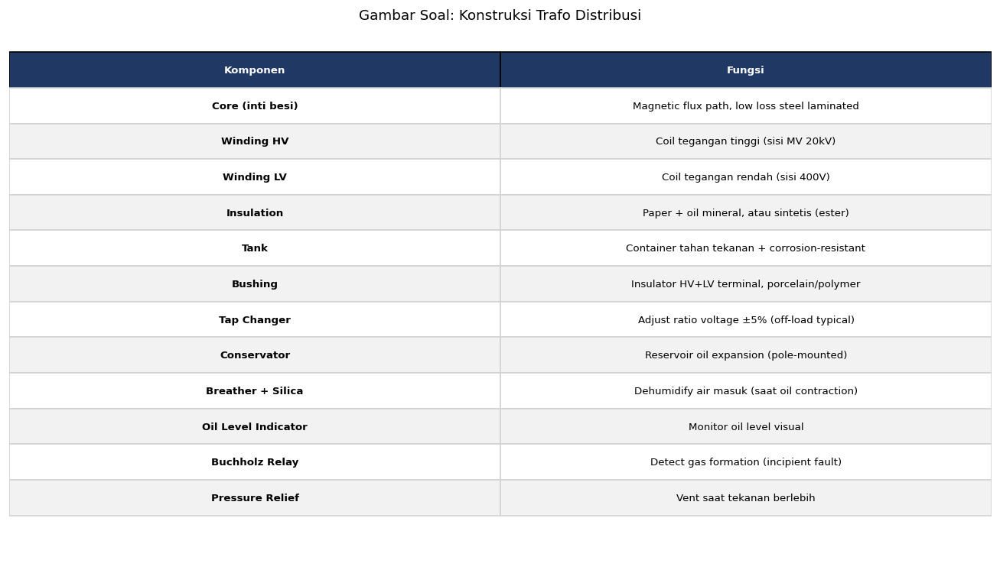 Gambar Soal: Konstruksi Trafo Distribusi
Komponen Fungsi
Core (inti besi) Magnetic flux path, low loss steel laminated
Winding HV Coil tegangan tinggi (sisi MV 20kV)
Winding LV Coil tegangan rendah (sisi 400V)
Insulation Paper + oil mineral, atau sintetis (ester)
Tank Container tahan tekanan + corrosion-resistant
Bushing Insulator HV+LV terminal, porcelain/polymer
Tap Changer Adjust ratio voltage ±5% (off-load typical)
Conservator Reservoir oil expansion (pole-mounted)
Breather + Silica Dehumidify air masuk (saat oil contraction)
Oil Level Indicator Monitor oil level visual
Buchholz Relay Detect gas formation (incipient fault)
Pressure Relief Vent saat tekanan berlebih